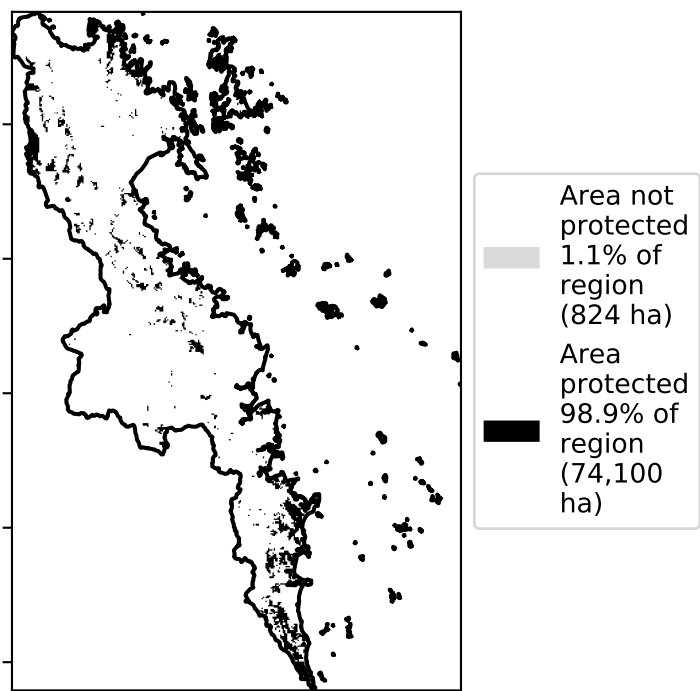 Area not
protected
1.1% of
region
(824 ha)
Area
protected
98.9% of
region
(74,100
ha)